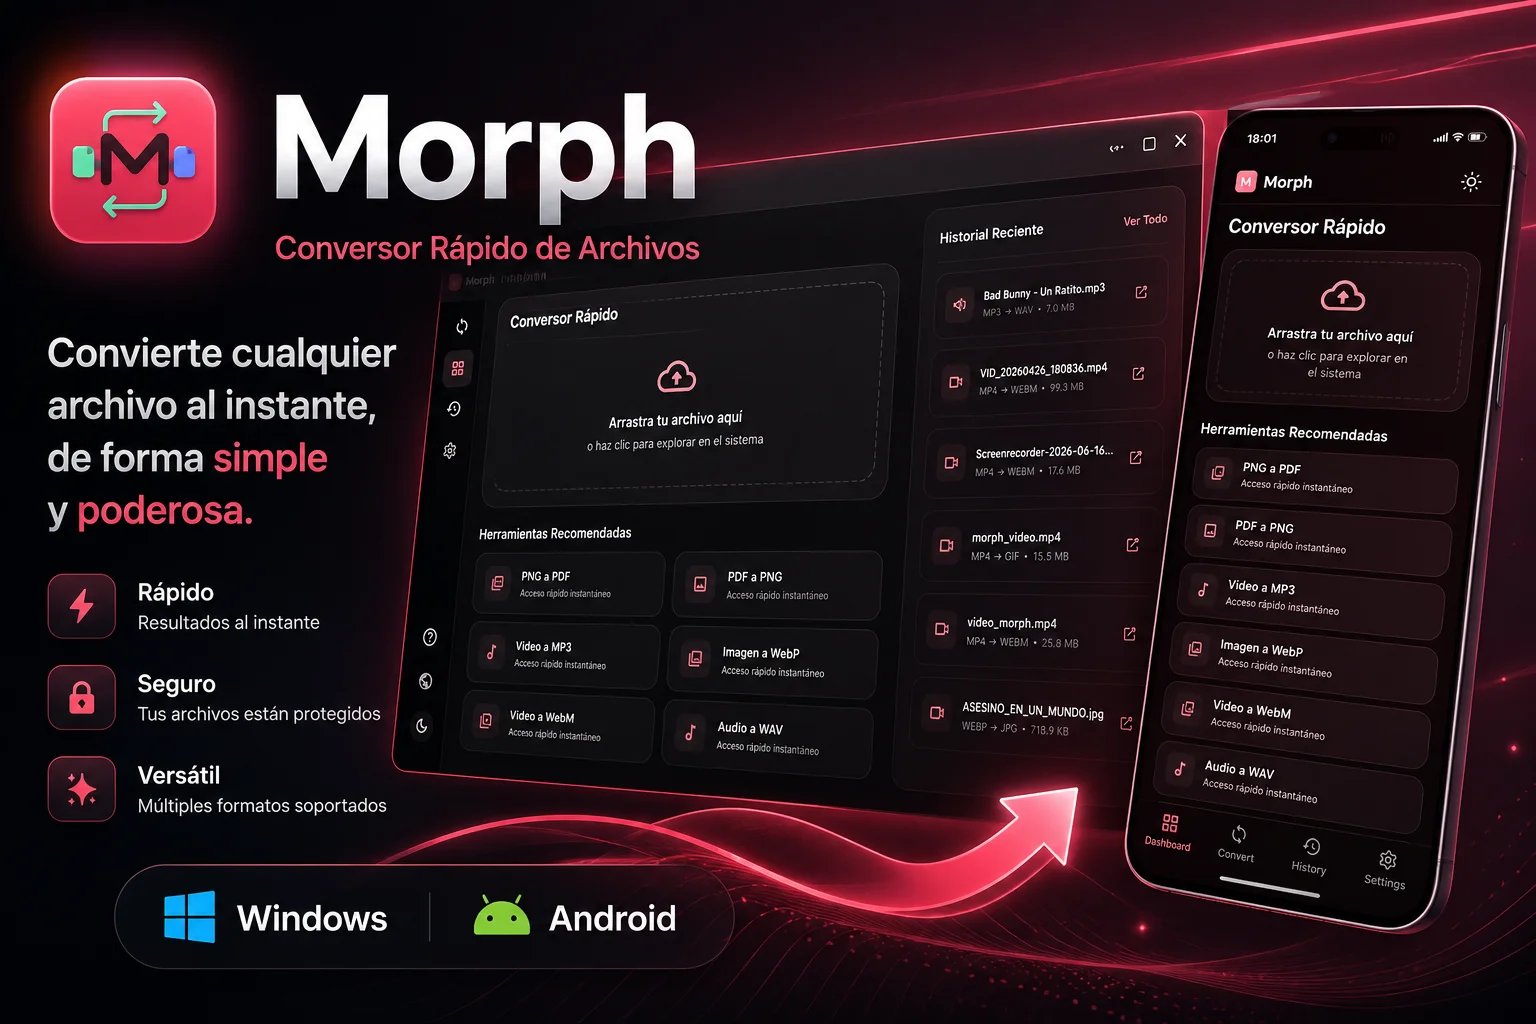 M
Morph
Conversor Rápido de Archivos
Convierte cualquier
archivo al instante,
de forma simple
y poderosa.
Rápido
Resultados al instante
Seguro
Tus archivos están protegidos
Versátil
Múltiples formatos soportados
Windows
Android
Morph
Conversor Rápido
Arrastra tu archivo aquí
o haz clic para explorar en el sistema
Herramientas Recomendadas
PNG a PDF
Acceso rápido instantáneo
PDF a PNG
Acceso rápido instantáneo
Video a MP3
Acceso rápido instantáneo
Imagen a WebP
Acceso rápido instantáneo
Video a WebM
Acceso rápido instantáneo
Audio a WAV
Acceso rápido instantáneo
Historial Reciente
Ver Todo
Bad Bunny - Un Ratito.mp3
MP3 → WAV • 7.0 MB
VID_20260426_180836.mp4
MP4 → WEBM • 99.3 MB
Screenrecorder-2026-06-16...
MP4 → WEBM • 17.6 MB
morph_video.mp4
MP4 → GIF • 15.5 MB
video_morph.mp4
MP4 → WEBM • 25.8 MB
ASESINO_EN_UN_MUNDO.jpg
WEBP → JPG • 718.9 KB
18:01
M Morph
Conversor Rápido
Arrastra tu archivo aquí
o haz clic para explorar en
el sistema
Herramientas Recomendadas
PNG a PDF
Acceso rápido instantáneo
PDF a PNG
Acceso rápido instantáneo
Video a MP3
Acceso rápido instantáneo
Imagen a WebP
Acceso rápido instantáneo
Video a WebM
Acceso rápido instantáneo
Audio a WAV
Acceso rápido instantáneo
Dashboard
Convert
History
Settings